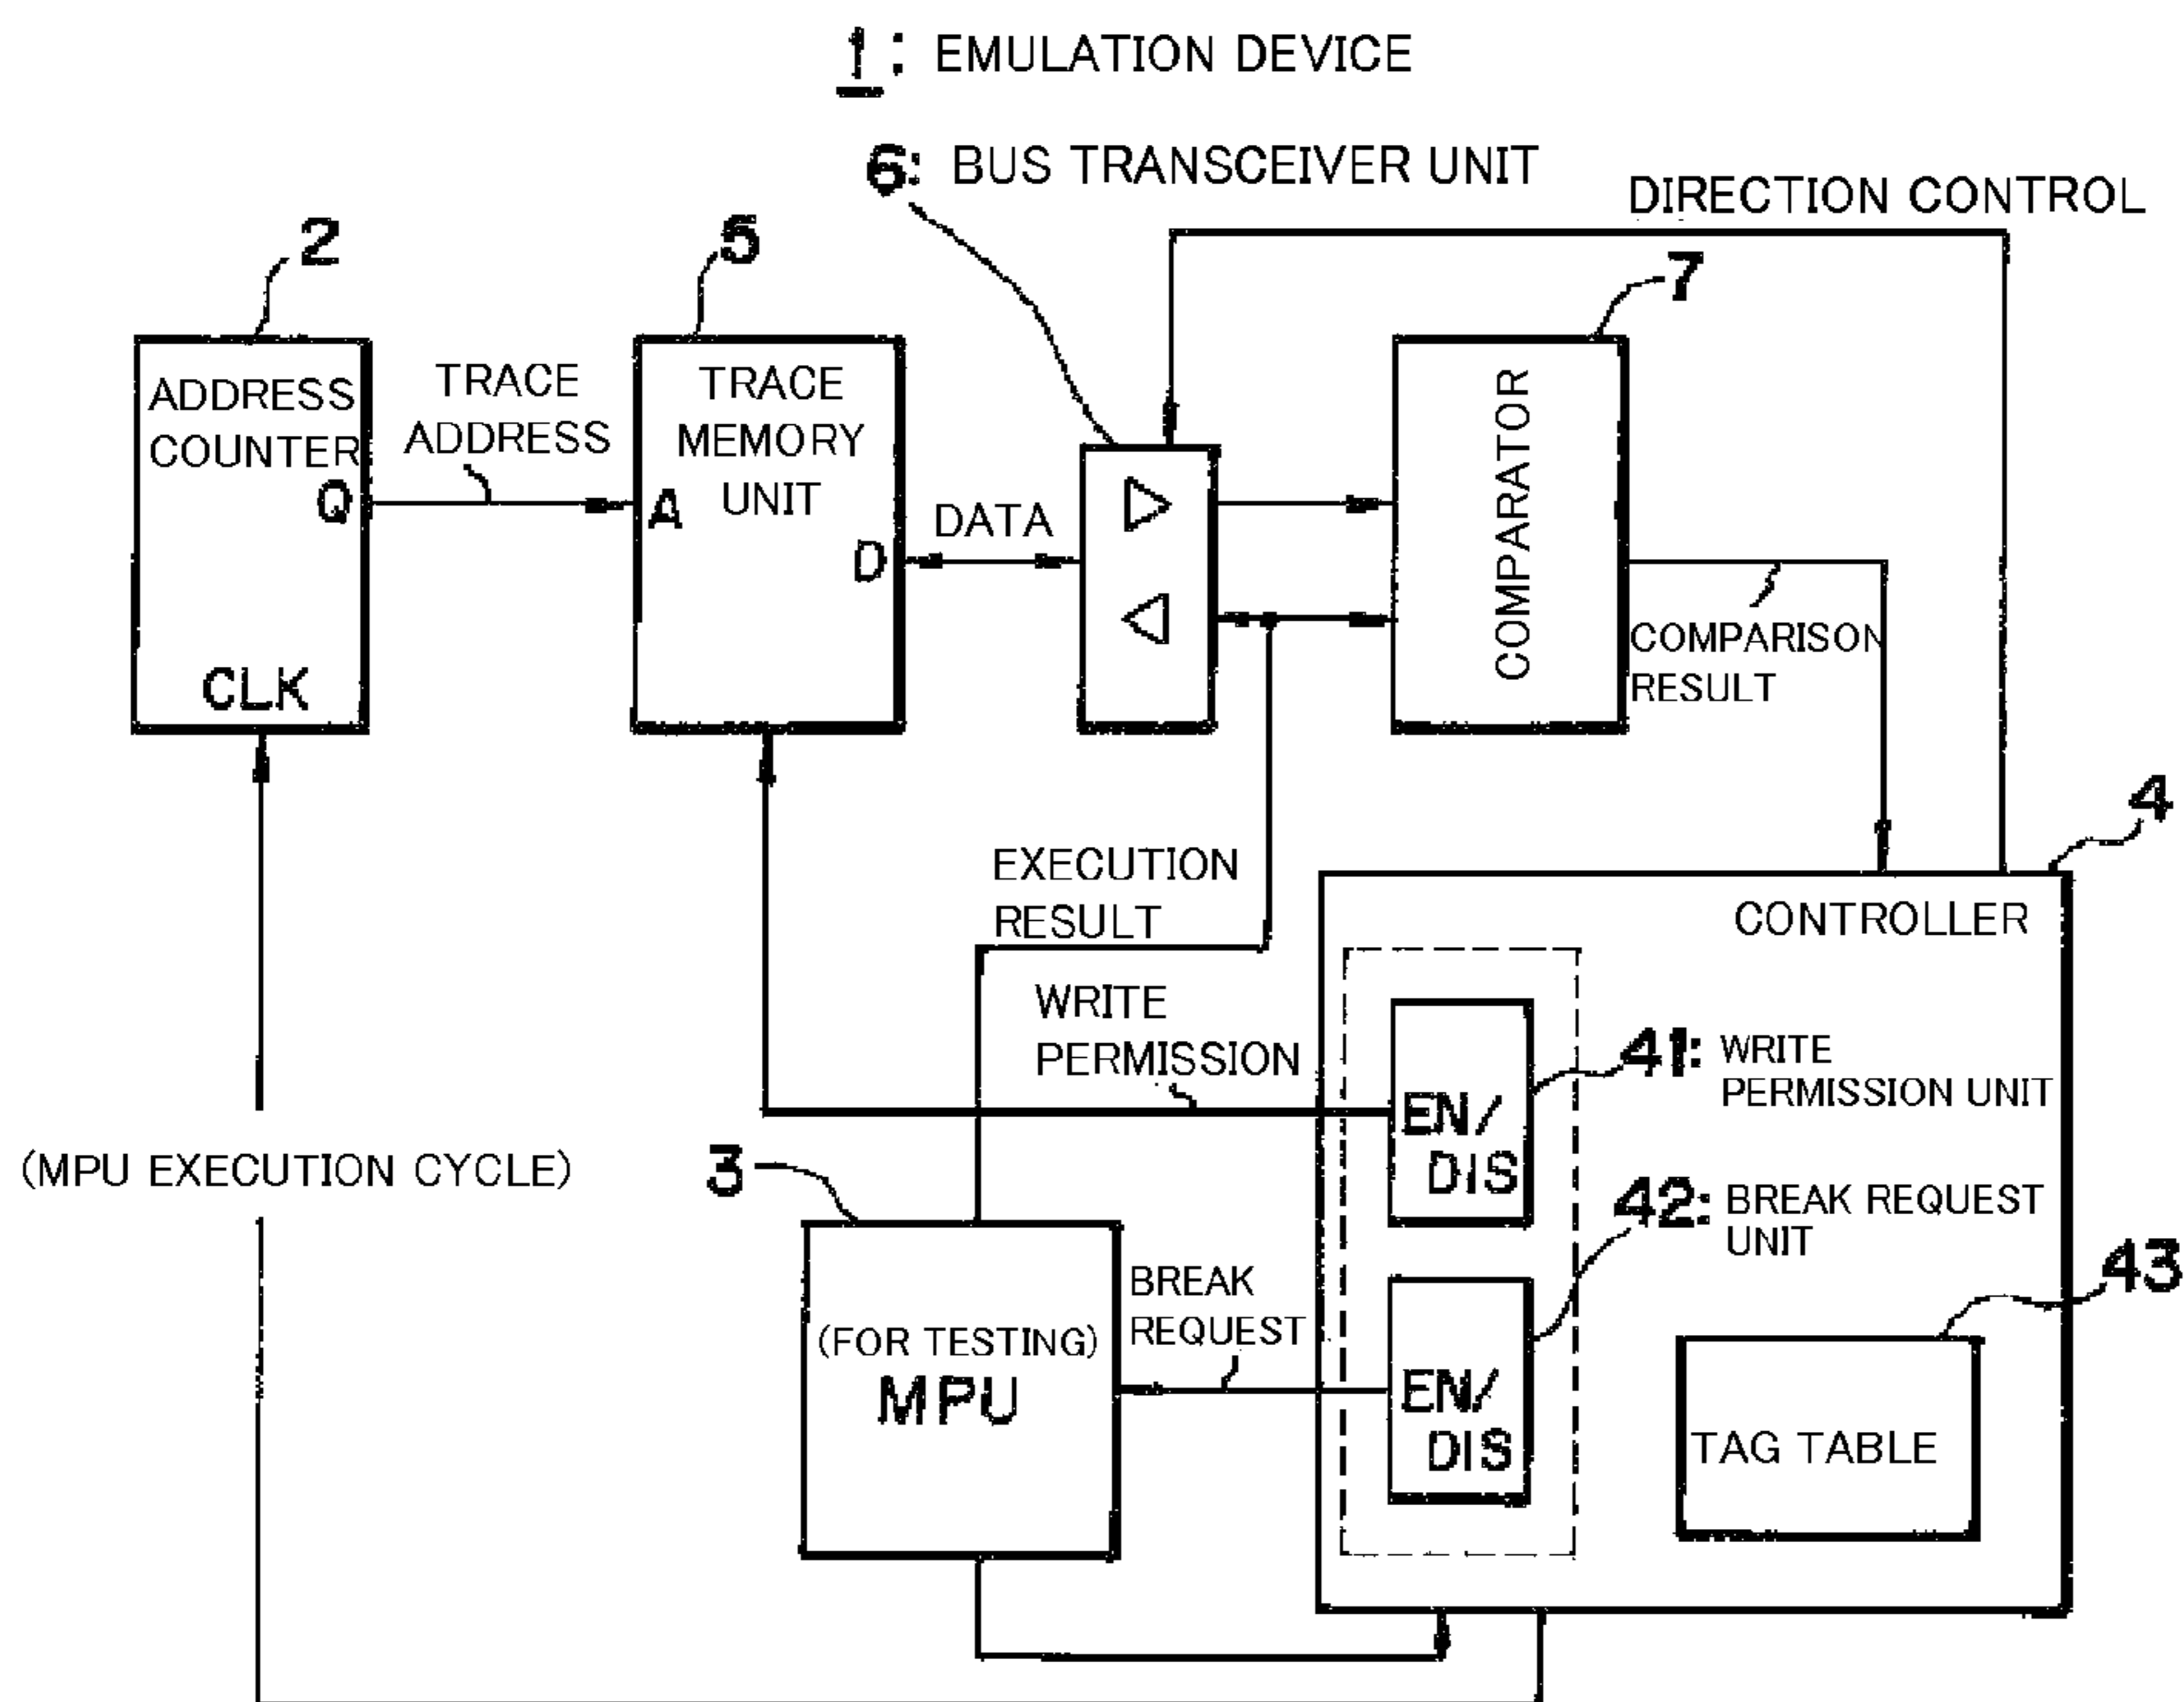 1: EMULATION DEVICE
6: BUS TRANSCEIVER UNIT
DIRECTION CONTROL
2
5
7
ADDRESS
COUNTER
Q
CLK
TRACE
ADDRESS
TRACE
MEMORY
UNIT
A
D
DATA
COMPARATOR
COMPARISON
RESULT
4
EXECUTION
RESULT
CONTROLLER
WRITE
PERMISSION
EN/
DIS
41: WRITE
PERMISSION UNIT
(MPU EXECUTION CYCLE)
3
42: BREAK REQUEST
UNIT
43
(FOR TESTING)
MPU
BREAK
REQUEST
EN/
DIS
TAG TABLE